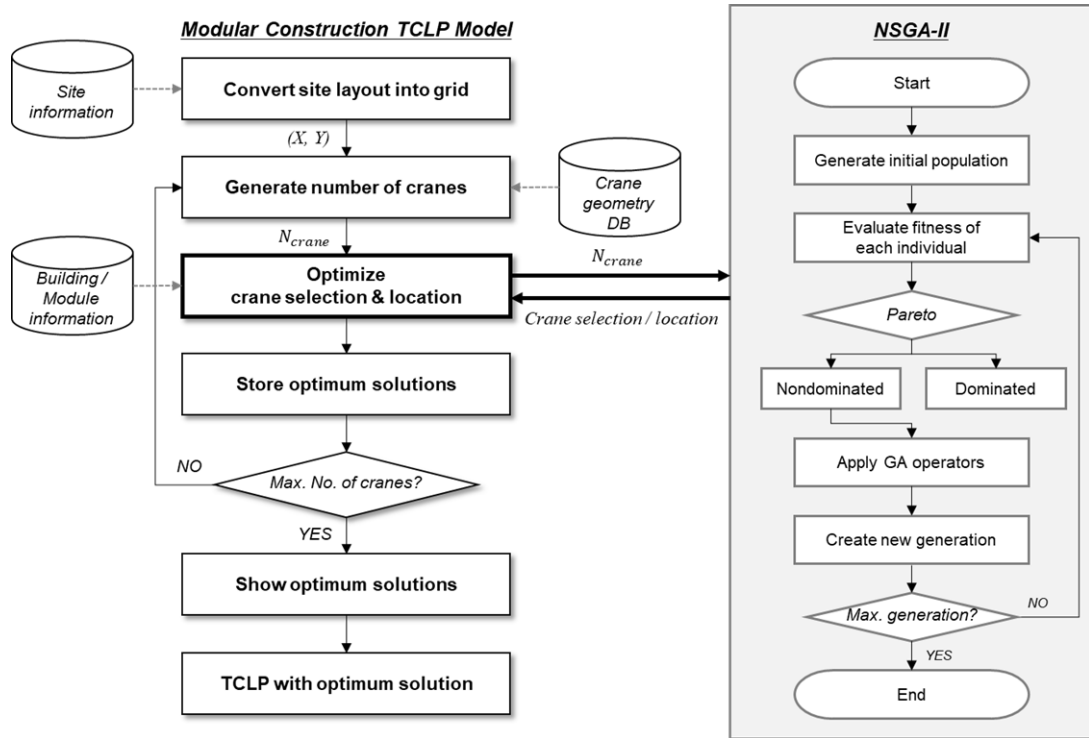 Modular Construction TCLP Model
Site
information
Convert site layout into grid
(X, Y)
Generate number of cranes
Crane
geometry
DB
N_crane
Building /
Module
information
Optimize
crane selection & location
N_crane
Crane selection / location
Store optimum solutions
NO
Max. No. of cranes?
YES
Show optimum solutions
TCLP with optimum solution
NSGA-II
Start
Generate initial population
Evaluate fitness of
each individual
Pareto
Nondominated
Dominated
Apply GA operators
Create new generation
Max. generation?
NO
YES
End